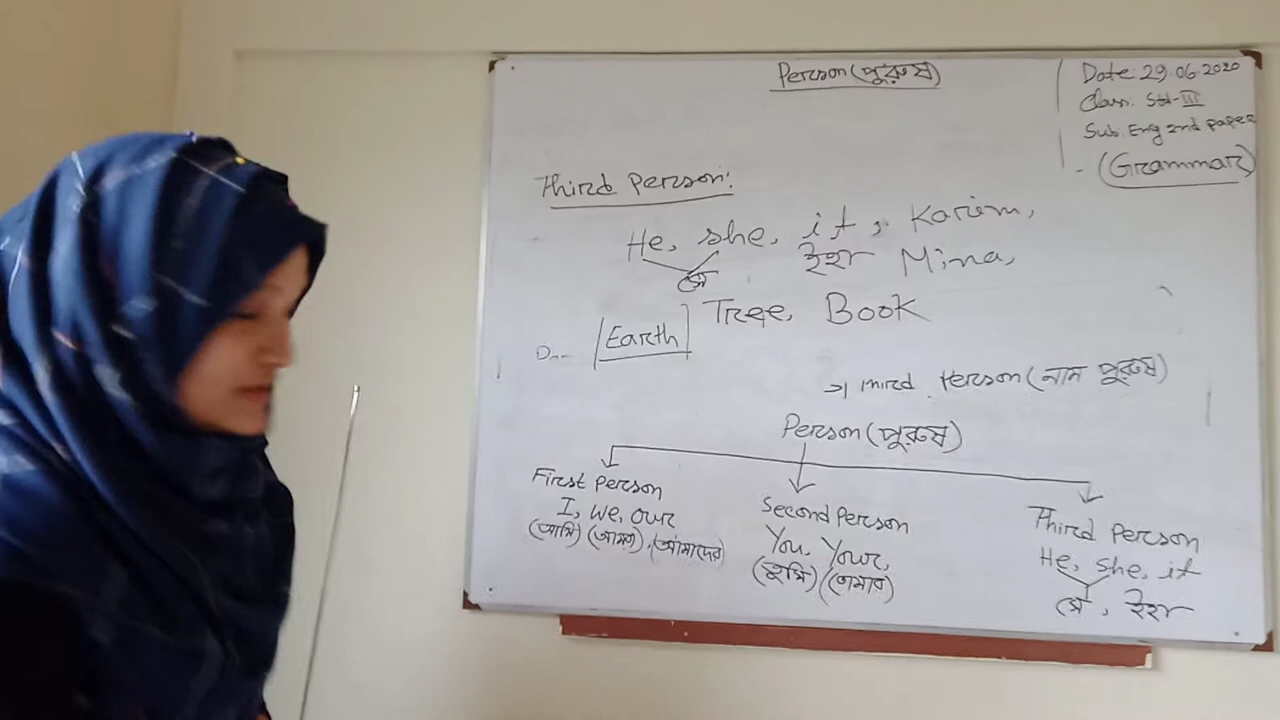 Person (পুরুষ)
Date: 29.06.2020
Class: Std-III
Sub. Eng 2nd paper
- (Grammar)
Third Person:
He, she, it, Karim,
সে ইহা Mina,
Tree, Book
Earth
→ Third Person (নাম পুরুষ)
Person (পুরুষ)
First Person
I, We, our
(আমি) (আমরা), (আমাদের)
Second Person
You, Your,
(তুমি) (তোমার)
Third Person
He, she, it
সে, ইহা